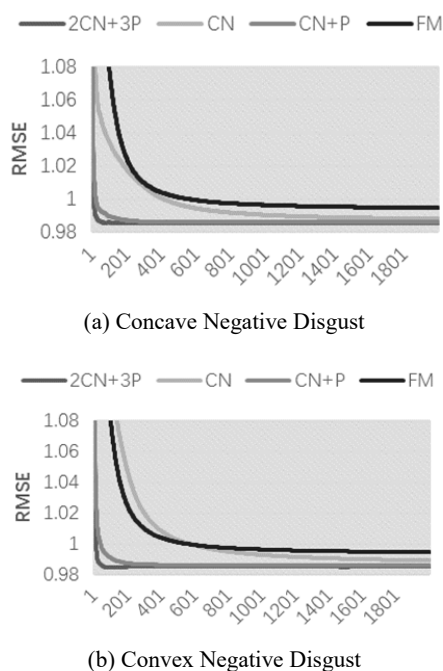 2CN+3P CN CN+P FM
1.08
1.06
1.04
1.02
1
0.98
RMSE
1 201 401 601 801 1001 1201 1401 1601 1801
(a) Concave Negative Disgust
2CN+3P CN CN+P FM
1.08
1.06
1.04
1.02
1
0.98
RMSE
1 201 401 601 801 1001 1201 1401 1601 1801
(b) Convex Negative Disgust